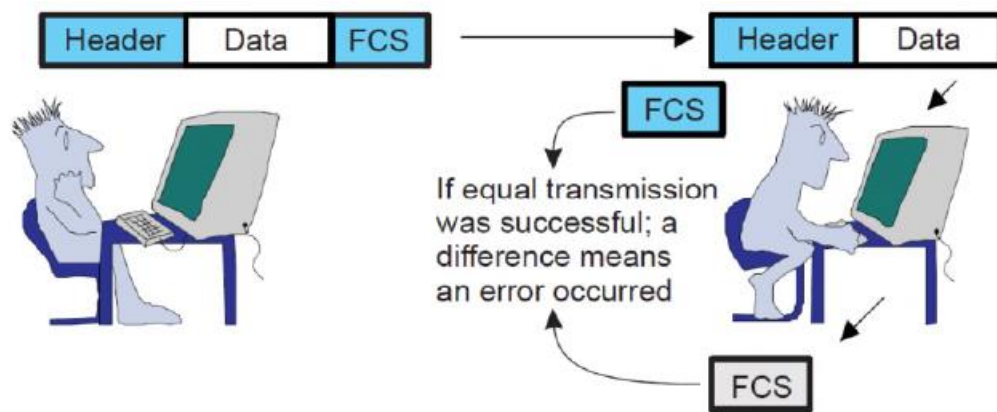 Header Data FCS
Header Data
FCS
If equal transmission
was successful; a
difference means
an error occurred
FCS